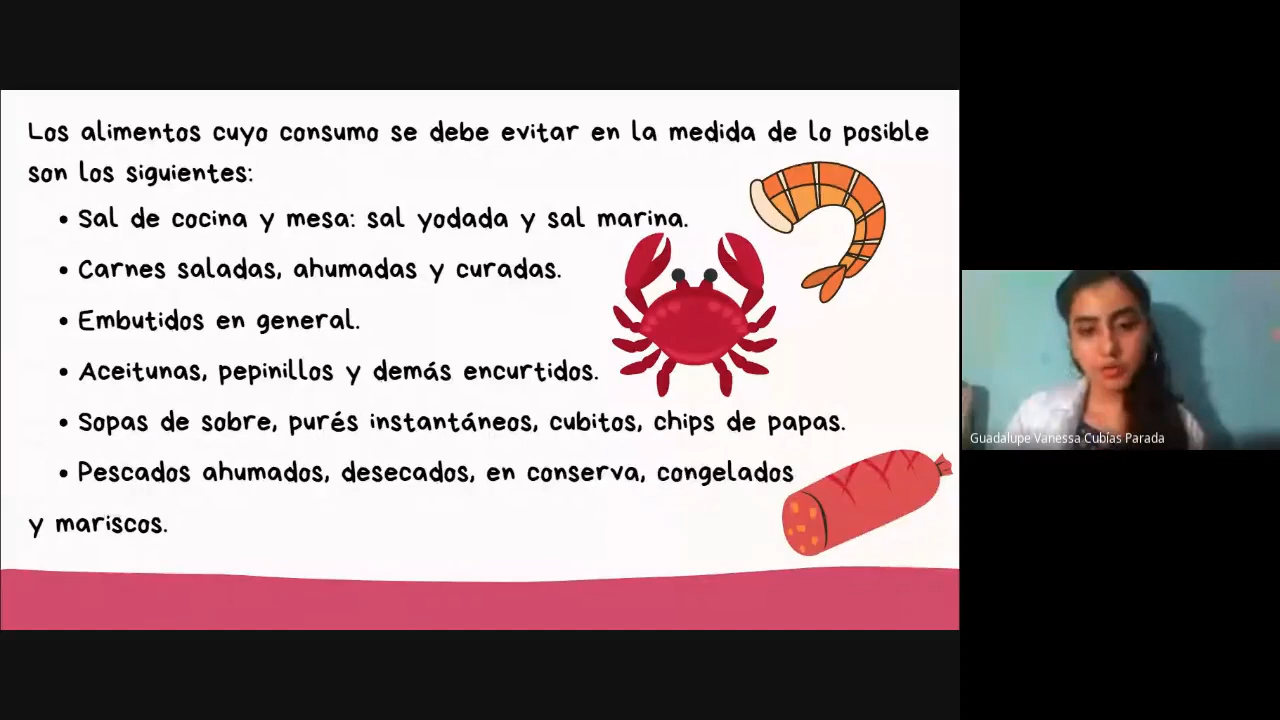 Los alimentos cuyo consumo se debe evitar en la medida de lo posible
son los siguientes:
• Sal de cocina y mesa: sal yodada y sal marina.
• Carnes saladas, ahumadas y curadas.
• Embutidos en general.
• Aceitunas, pepinillos y demás encurtidos.
• Sopas de sobre, purés instantáneos, cubitos, chips de papas.
• Pescados ahumados, desecados, en conserva, congelados
y mariscos.
Guadalupe Vanessa Cubías Parada